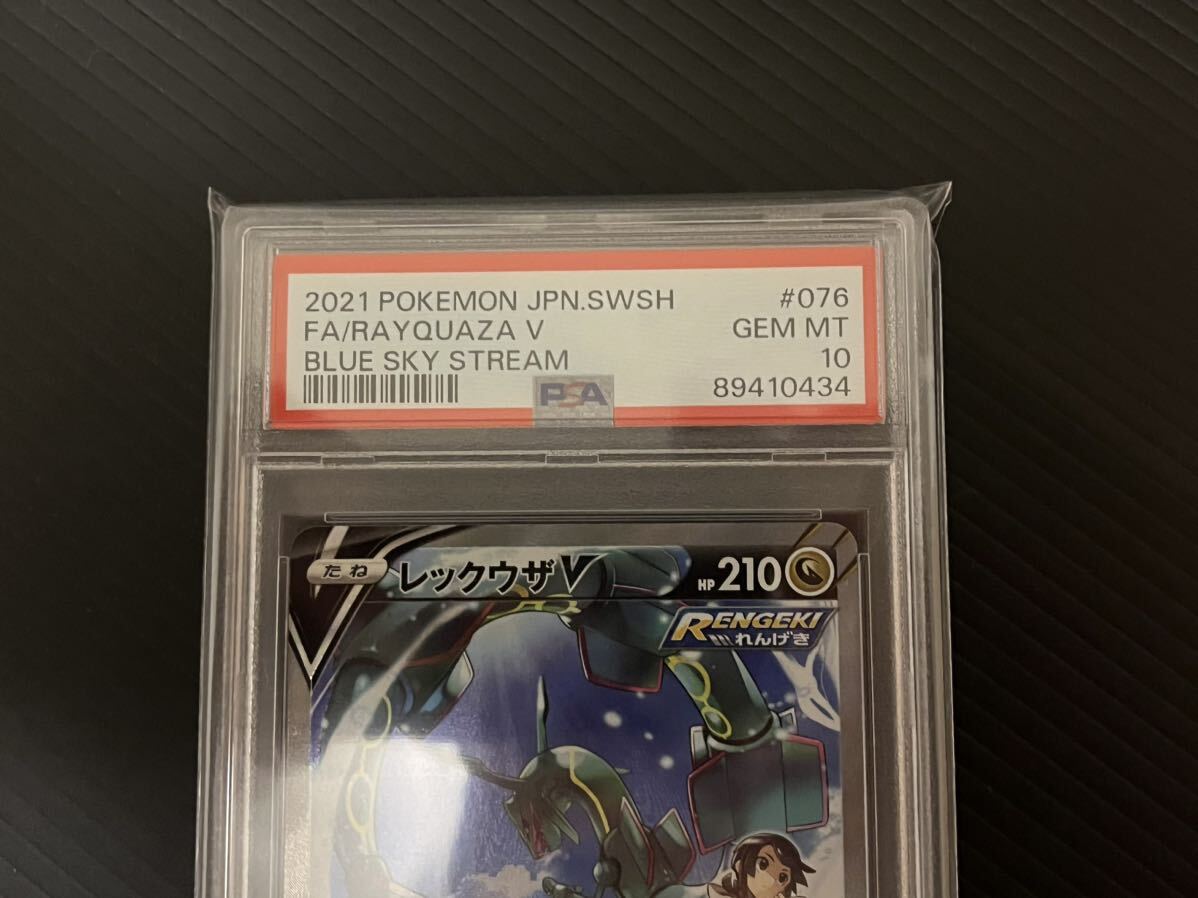 2021 POKEMON JPN.SWSH #076
FA/RAYQUAZA V GEM MT
BLUE SKY STREAM 10
PSA 89410434
たね レックウザV HP 210
RENGEKI
れんげき